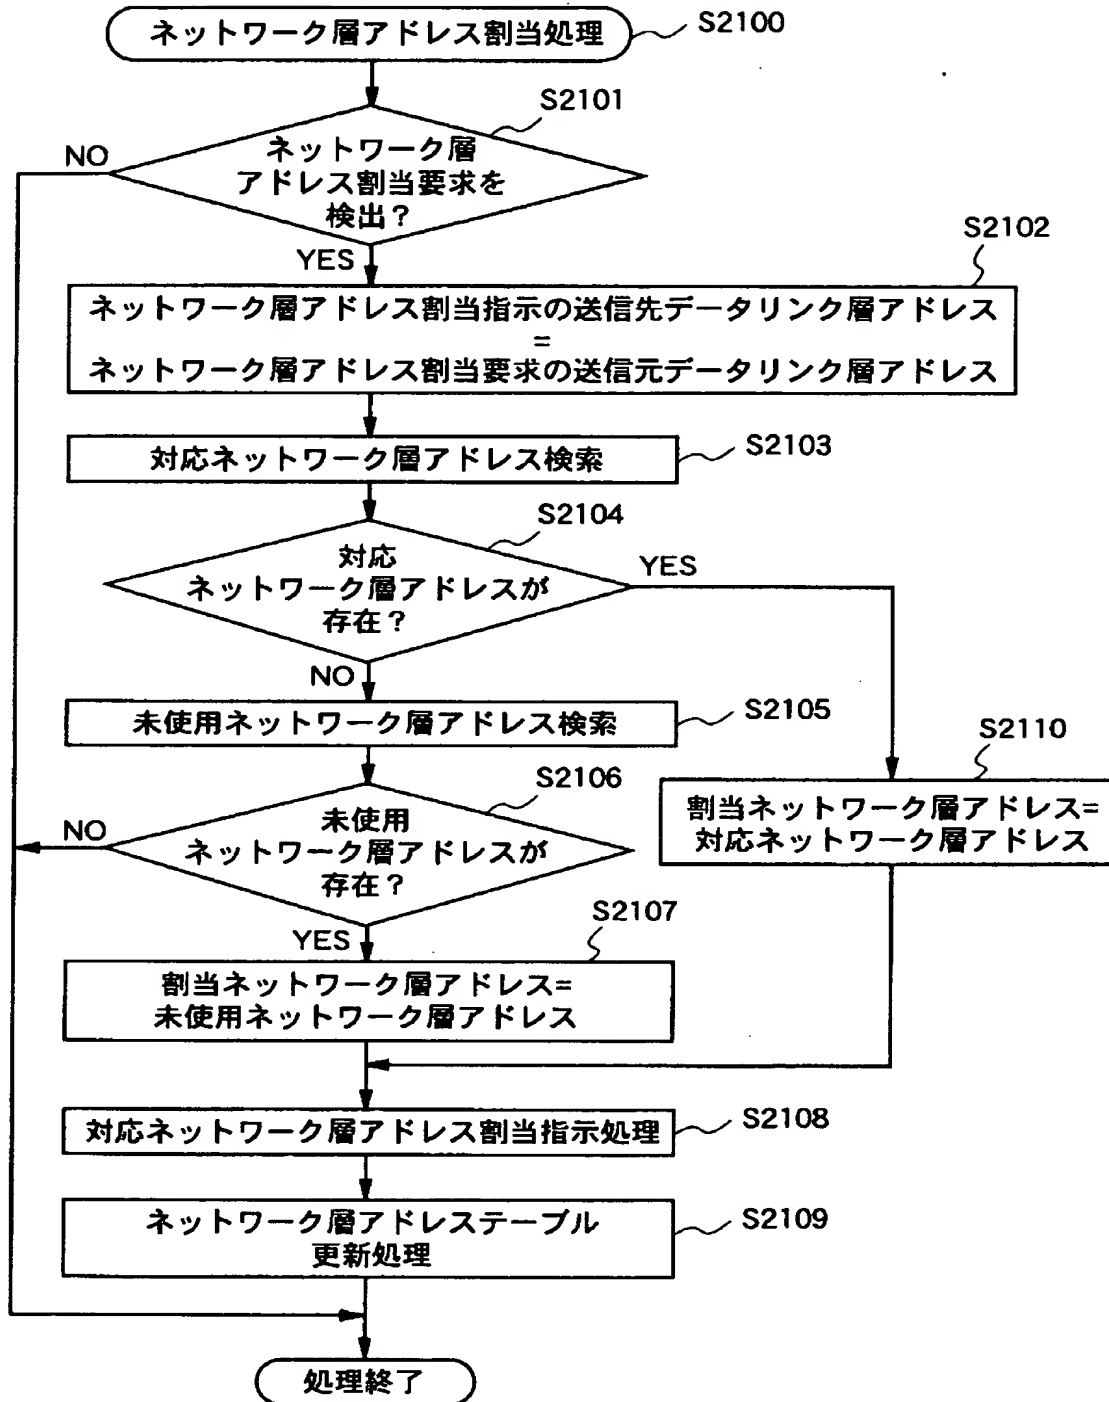 ネットワーク層アドレス割当処理
S2100
S2101
ネットワーク層
アドレス割当要求を
検出？
NO
YES
S2102
ネットワーク層アドレス割当指示の送信先データリンク層アドレス
=
ネットワーク層アドレス割当要求の送信元データリンク層アドレス
対応ネットワーク層アドレス検索
S2103
S2104
対応
ネットワーク層アドレスが
存在？
YES
NO
未使用ネットワーク層アドレス検索
S2105
S2106
未使用
ネットワーク層アドレスが
存在？
NO
YES
S2110
割当ネットワーク層アドレス=
対応ネットワーク層アドレス
S2107
割当ネットワーク層アドレス=
未使用ネットワーク層アドレス
対応ネットワーク層アドレス割当指示処理
S2108
ネットワーク層アドレステーブル
更新処理
S2109
処理終了